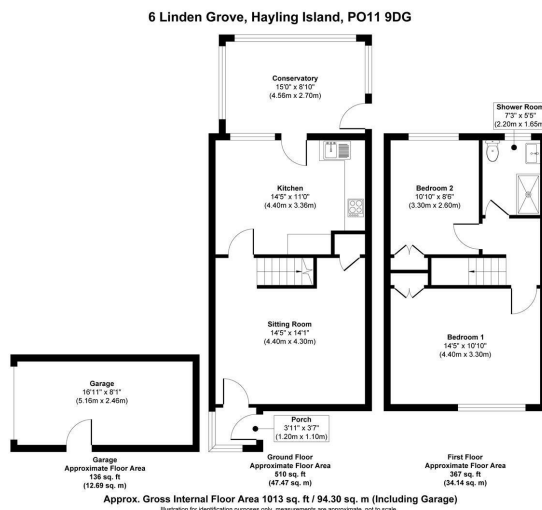 6 Linden Grove, Hayling Island, PO11 9DG
Conservatory
15'0" x 8'10"
(4.56m x 2.70m)
Kitchen
14'5" x 11'0"
(4.40m x 3.36m)
Sitting Room
14'5" x 14'1"
(4.40m x 4.30m)
Porch
3'11" x 3'7"
(1.20m x 1.10m)
Shower Room
7'3" x 5'5"
(2.20m x 1.65m
Bedroom 2
10'10" x 8'6"
(3.30m x 2.60m)
Bedroom 1
14'5" x 10'10"
(4.40m x 3.30m)
Garage
16'11" x 8'1"
(5.16m x 2.46m)
Garage
Approximate Floor Area
136 sq. ft
(12.69 sq. m)
Ground Floor
Approximate Floor Area
510 sq. ft
(47.47 sq. m)
First Floor
Approximate Floor Area
367 sq. ft
(34.14 sq. m)
Approx. Gross Internal Floor Area 1013 sq. ft / 94.30 sq. m (Including Garage)
Illustration for identification purposes only, measurements are approximate, not to scale.